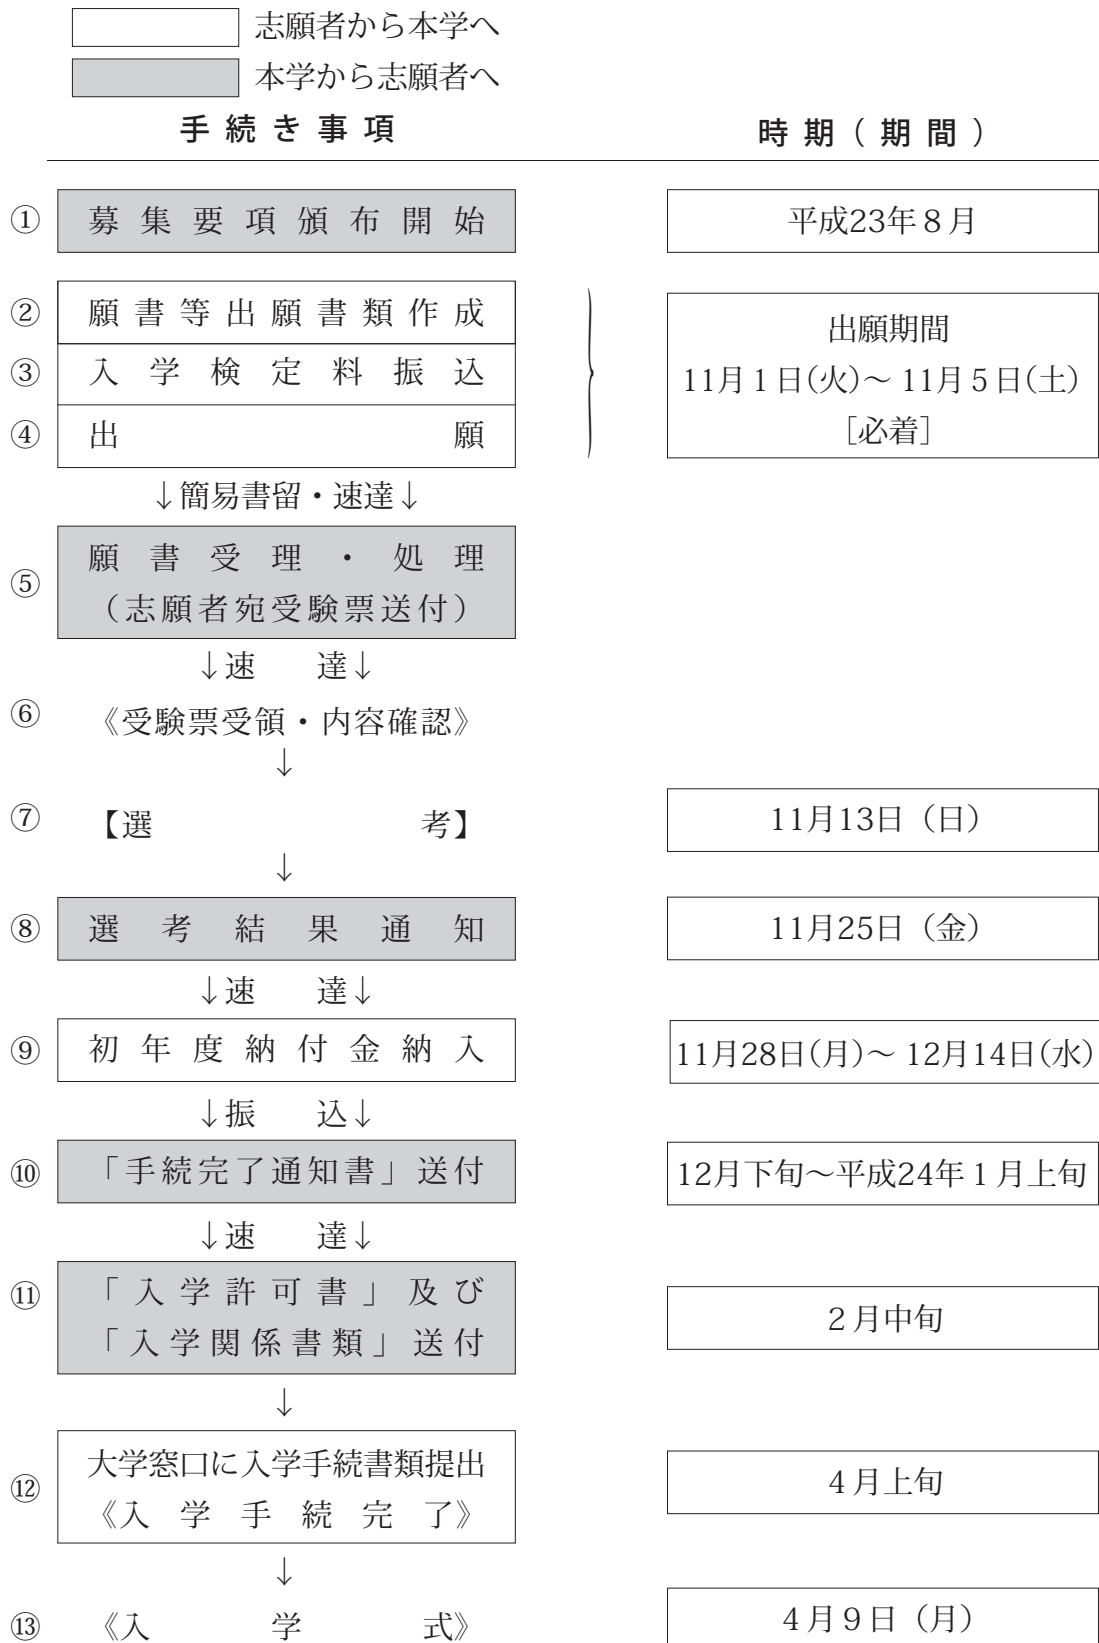 志願者から本学へ
本学から志願者へ
手続き事項
時期(期間)
① 募集要項頒布開始
平成23年8月
② 願書等出願書類作成
③ 入学検定料振込
④ 出願
出願期間
11月1日(火)～11月5日(土)
[必着]
↓簡易書留・速達↓
⑤ 願書受理・処理
(志願者宛受験票送付)
↓速達↓
⑥ 《受験票受領・内容確認》
↓
⑦ 【選考】
11月13日(日)
↓
⑧ 選考結果通知
11月25日(金)
↓速達↓
⑨ 初年度納付金納入
11月28日(月)～12月14日(水)
↓振込↓
⑩ 「手続完了通知書」送付
12月下旬～平成24年1月上旬
↓速達↓
⑪ 「入学許可書」及び
「入学関係書類」送付
2月中旬
↓
⑫ 大学窓口に入学手続書類提出
《入学手続完了》
4月上旬
↓
⑬ 《入学式》
4月9日(月)